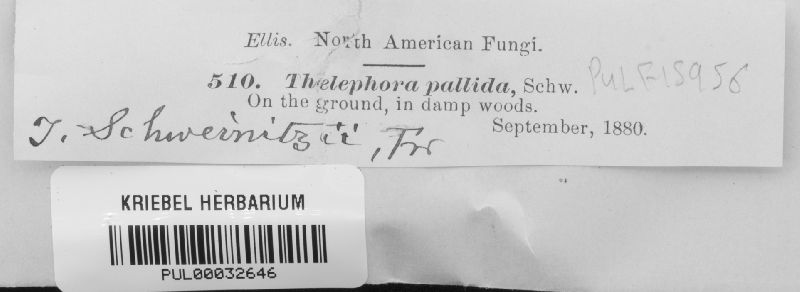 Ellis. North American Fungi.
510. Thelephora pallida, Schw. PULF15956
On the ground, in damp woods.
September, 1880.
T. Schweinitzii, Fr
KRIEBEL HERBARIUM
PUL00032646